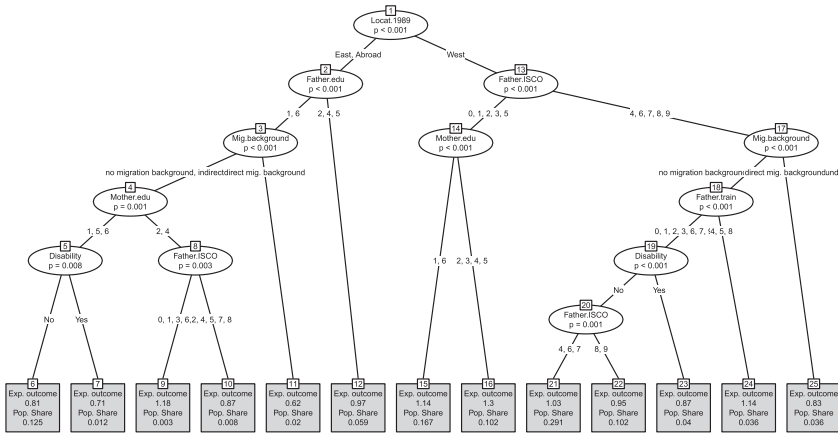 1
Locat.1989
p < 0.001
East, Abroad
West
2
Father.edu
p < 0.001
13
Father.ISCO
p < 0.001
1, 6
2, 4, 5
0, 1, 2, 3, 5
4, 6, 7, 8, 9
3
Mig.background
p < 0.001
14
Mother.edu
p < 0.001
17
Mig.background
p < 0.001
no migration background, indirect
direct mig. background
no migration background
direct mig. background
4
Mother.edu
p = 0.001
18
Father.train
p < 0.001
1, 5, 6
2, 4
0, 1, 2, 3, 6, 7, 9
4, 5, 8
5
Disability
p = 0.008
8
Father.ISCO
p = 0.003
1, 6
2, 3, 4, 5
19
Disability
p < 0.001
No
Yes
20
Father.ISCO
p = 0.001
No
Yes
0, 1, 3, 6,
2, 4, 5, 7, 8
4, 6, 7
8, 9
6
7
9
10
11
12
15
16
21
22
23
24
25
Exp. outcome
0.81
Pop. Share
0.125
Exp. outcome
0.71
Pop. Share
0.012
Exp. outcome
1.18
Pop. Share
0.003
Exp. outcome
0.87
Pop. Share
0.008
Exp. outcome
0.62
Pop. Share
0.02
Exp. outcome
0.97
Pop. Share
0.059
Exp. outcome
1.14
Pop. Share
0.167
Exp. outcome
1.3
Pop. Share
0.102
Exp. outcome
1.03
Pop. Share
0.291
Exp. outcome
0.95
Pop. Share
0.102
Exp. outcome
0.87
Pop. Share
0.04
Exp. outcome
1.14
Pop. Share
0.036
Exp. outcome
0.83
Pop. Share
0.036